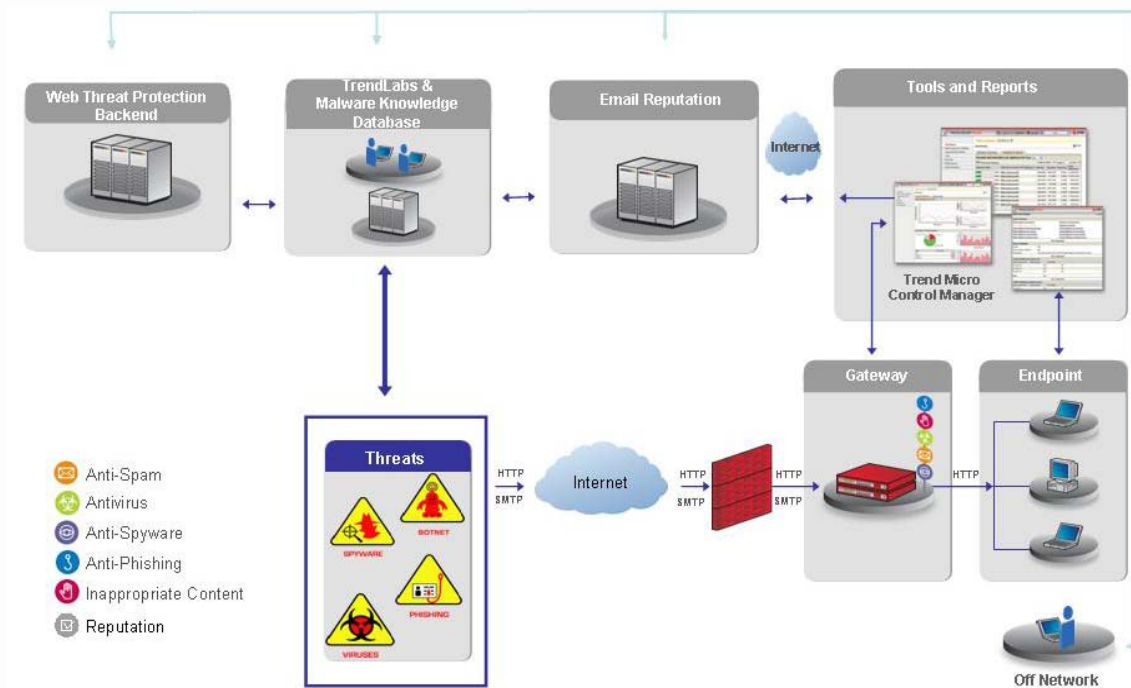 Web Threat Protection
Backend
TrendLabs &
Malware Knowledge
Database
Email Reputation
Internet
Tools and Reports
Trend Micro
Control Manager
Gateway
Endpoint
Threats
BOTNET
SPYWARE
PHISHING
VIRUSES
HTTP
SMTP
Internet
HTTP
SMTP
HTTP
SMTP
HTTP
Anti-Spam
Antivirus
Anti-Spyware
Anti-Phishing
Inappropriate Content
Reputation
Off Network